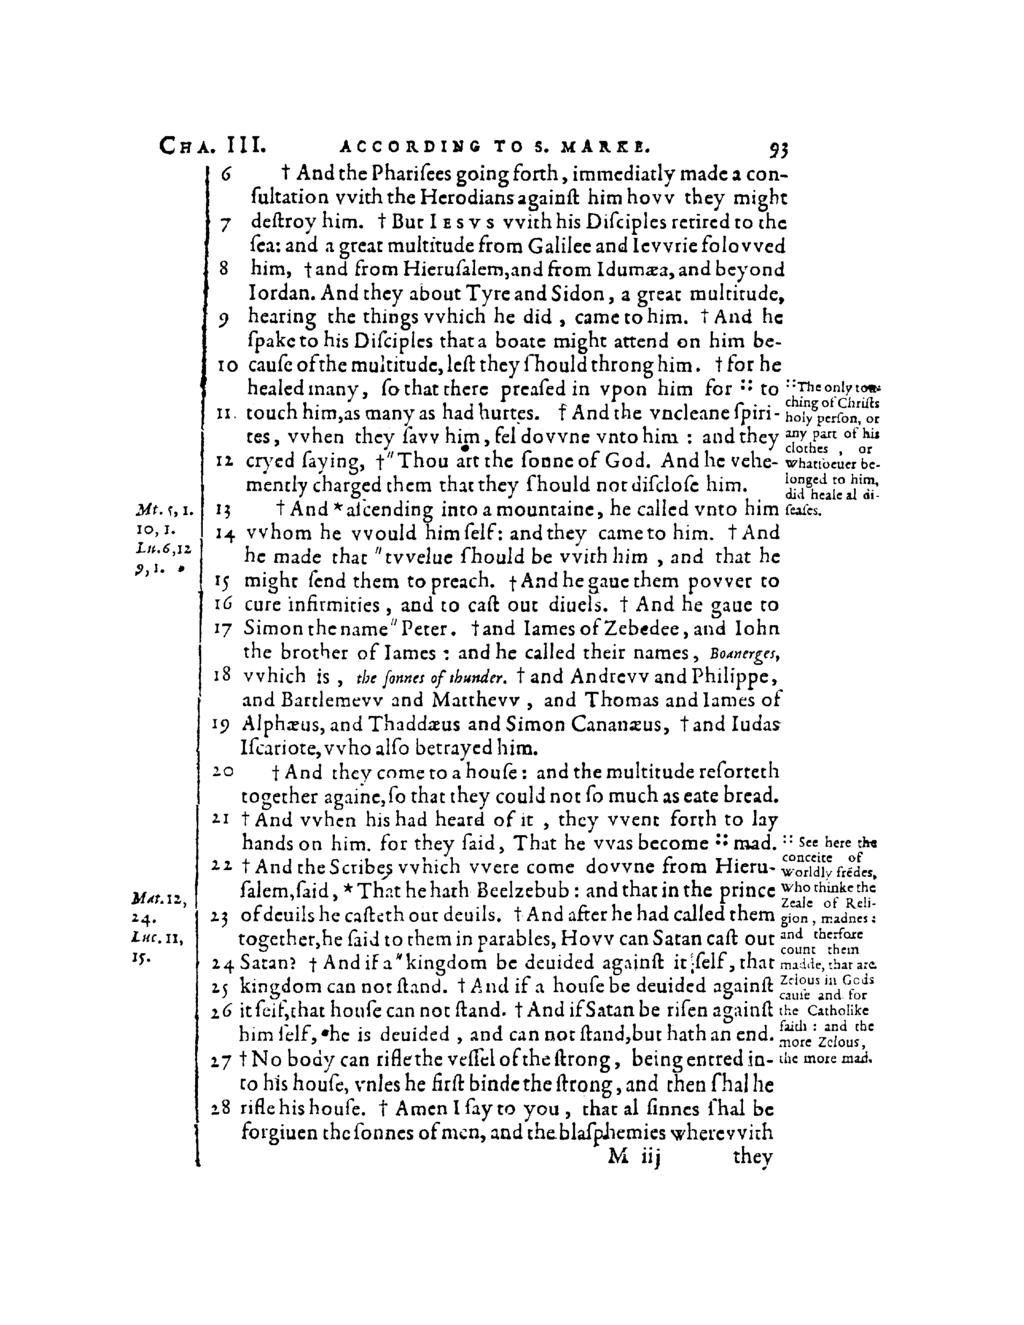 CHA. III. ACCORDING TO S. MARKE. 93
6 † And the Phariſees going forth, immediatly made a con-
ſultation vvith the Herodians againſt him hovv they might
7 deſtroy him. † But IESVS vvith his Diſciples retired to the
ſea: and a great multitude from Galilee and Ievvrie folovved
8 him, † and from Hieruſalem, and from Idumæa, and beyond
Iordan. And they about Tyre and Sidon, a great multitude,
9 hearing the things vvhich he did, came to him. † And he
ſpake to his Diſciples that a boate might attend on him be-
10 cauſe of the multitude, leſt they ſhould throng him. † for he
healed many, ſo that there preaſed in vpon him for :: to
11. touch him, as many as had hurtes. † And the vncleane ſpiri-
tes, vvhen they ſavv him, fel dovvne vnto him : and they
12 cryed ſaying, †"Thou art the ſonne of God. And he vehe-
mently charged them that they ſhould not diſcloſe him.
::The only tou-
ching of Chriſts
holy perſon, or
any part of his
clothes, or
whatſoeuer be-
longed to him,
did heale al di-
ſeaſes.
Mt. 5, 1.
10, 1.
Lu. 6, 12
9, 1.
13 † And * aſcending into a mountaine, he called vnto him
14 vvhom he vvould him ſelf: and they came to him. † And
he made that "tvvelue ſhould be vvith him, and that he
15 might ſend them to preach. † And he gaue them povver to
16 cure infirmities, and to caſt out diuels. † And he gaue to
17 Simon the name" Peter. † and Iames of Zebedee, and Iohn
the brother of Iames : and he called their names, Boanerges,
18 vvhich is, the ſonnes of thunder. † and Andrevv and Philippe,
and Bartlemevv and Matthevv, and Thomas and Iames of
19 Alphæus, and Thaddæus and Simon Cananæus, † and Iudas
Iſcariote, vvho alſo betrayed him.
20 † And they come to a houſe: and the multitude reſorteth
together againe, ſo that they could not ſo much as eate bread.
21 † And vvhen his had heard of it, they vvent forth to lay
hands on him. for they ſaid, That he vvas become :: mad.
22 † And the Scribes vvhich vvere come dovvne from Hieru-
ſalem, ſaid, * That he hath Beelzebub : and that in the prince
23 of deuils he caſteth out deuils. † And after he had called them
together, he ſaid to them in parables, Hovv can Satan caſt out
24 Satan? † And if a "kingdom be deuided againſt it ſelf, that
25 kingdom can not ſtand. † And if a houſe be deuided againſt
26 it ſelf, that houſe can not ſtand. † And if Satan be riſen againſt
him ſelf, he is deuided, and can not ſtand, but hath an end.
Mat. 12,
24.
Luc. 11,
15.
:: See here the
conceite of
worldly frẽdes,
who thinke the
Zeale of Reli-
gion, madnes:
and therfore
count them
madde, that are
Zelous in Gods
cauſe and for
the Catholike
faith : and the
more Zelous,
the more mad.
27 † No body can rifle the veſſel of the ſtrong, being entred in-
to his houſe, vnles he firſt binde the ſtrong, and then ſhal he
28 rifle his houſe. † Amen I ſay to you, that al ſinnes ſhal be
forgiuen the ſonnes of men, and the blaſphemies wherevvith
M iij they